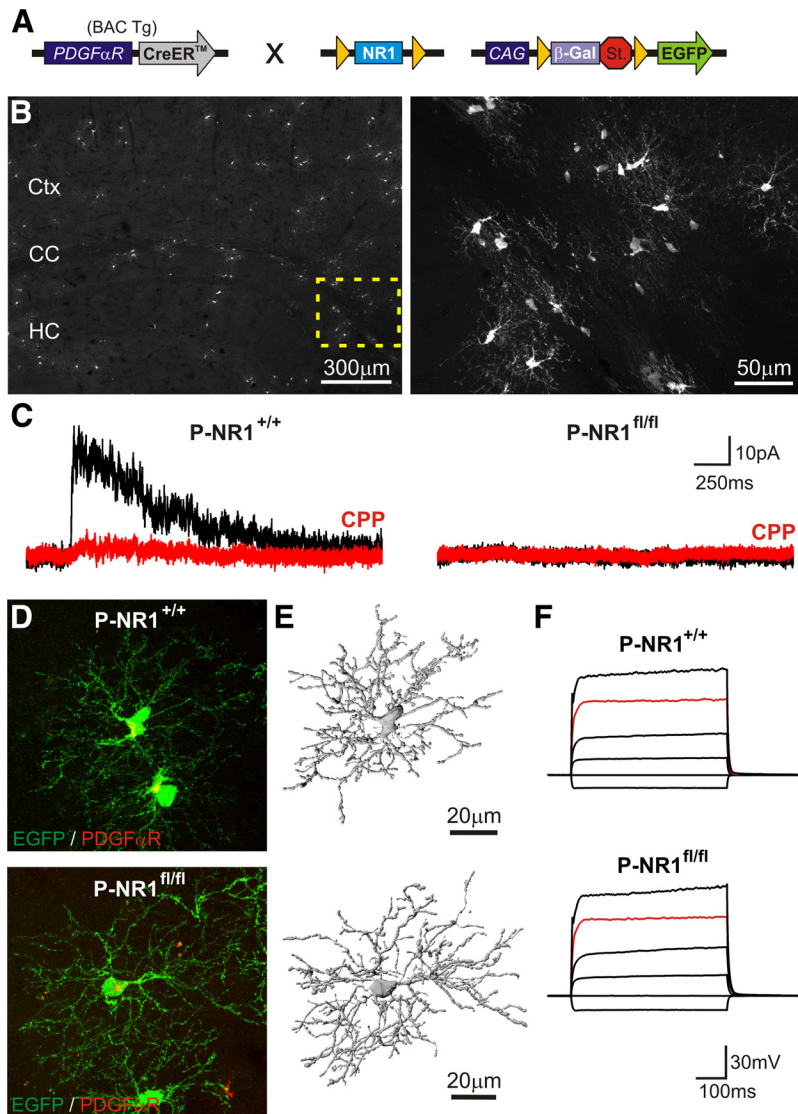 A
(BAC Tg)
PDGFαR CreER™ X NR1 CAG β-Gal St. EGFP
B
Ctx
CC
HC
300μm
50μm
C
P-NR1+/+
P-NR1fl/fl
10pA
250ms
CPP
CPP
D
P-NR1+/+
EGFP / PDGFαR
P-NR1fl/fl
EGFP / PDGFαR
E
20μm
20μm
F
P-NR1+/+
P-NR1fl/fl
30mV
100ms